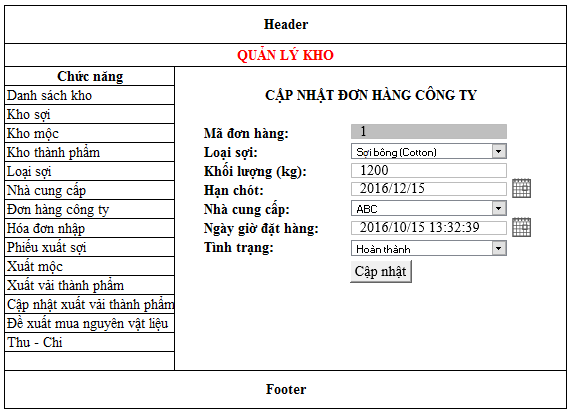 Header
QUẢN LÝ KHO
Chức năng
Danh sách kho
Kho sợi
Kho mộc
Kho thành phẩm
Loại sợi
Nhà cung cấp
Đơn hàng công ty
Hóa đơn nhập
Phiếu xuất sợi
Xuất mộc
Xuất vải thành phẩm
Cập nhật xuất vải thành phẩm
Đề xuất mua nguyên vật liệu
Thu - Chi
CẬP NHẬT ĐƠN HÀNG CÔNG TY
Mã đơn hàng: 1
Loại sợi: Sợi bông (Cotton)
Khối lượng (kg): 1200
Hạn chót: 2016/12/15
Nhà cung cấp: ABC
Ngày giờ đặt hàng: 2016/10/15 13:32:39
Tình trạng: Hoàn thành
Cập nhật
Footer